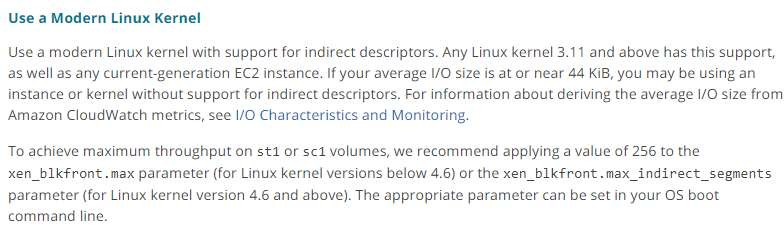 Use a Modern Linux Kernel
Use a modern Linux kernel with support for indirect descriptors. Any Linux kernel 3.11 and above has this support,
as well as any current-generation EC2 instance. If your average I/O size is at or near 44 KiB, you may be using an
instance or kernel without support for indirect descriptors. For information about deriving the average I/O size from
Amazon CloudWatch metrics, see I/O Characteristics and Monitoring.
To achieve maximum throughput on st1 or sc1 volumes, we recommend applying a value of 256 to the
xen_blkfront.max parameter (for Linux kernel versions below 4.6) or the xen_blkfront.max_indirect_segments
parameter (for Linux kernel version 4.6 and above). The appropriate parameter can be set in your OS boot
command line.